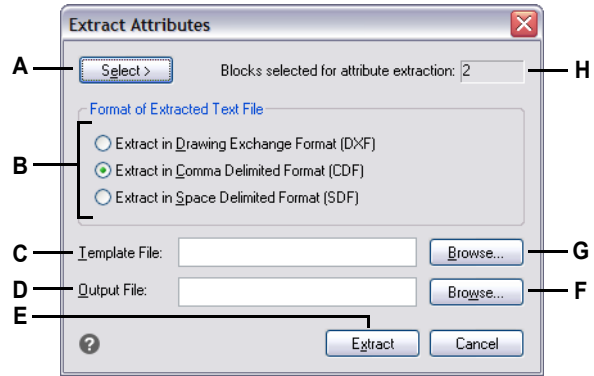 Extract Attributes
A Select > Blocks selected for attribute extraction: 2 H
Format of Extracted Text File
Extract in Drawing Exchange Format (DXF)
B Extract in Comma Delimited Format (CDF)
Extract in Space Delimited Format (SDF)
C Template File: Browse... G
D Output File: Browse... F
E
? Extract Cancel